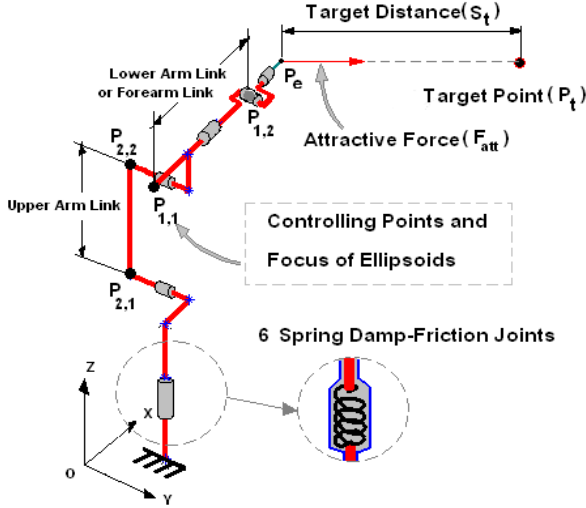 Target Distance(St)
Lower Arm Link
or Forearm Link
Pe
Target Point(Pt)
P1,2
Attractive Force(Fatt)
P2,2
Upper Arm Link
P1,1
Controlling Points and
Focus of Ellipsoids
P2,1
6 Spring Damp-Friction Joints
Z
X
O
Y